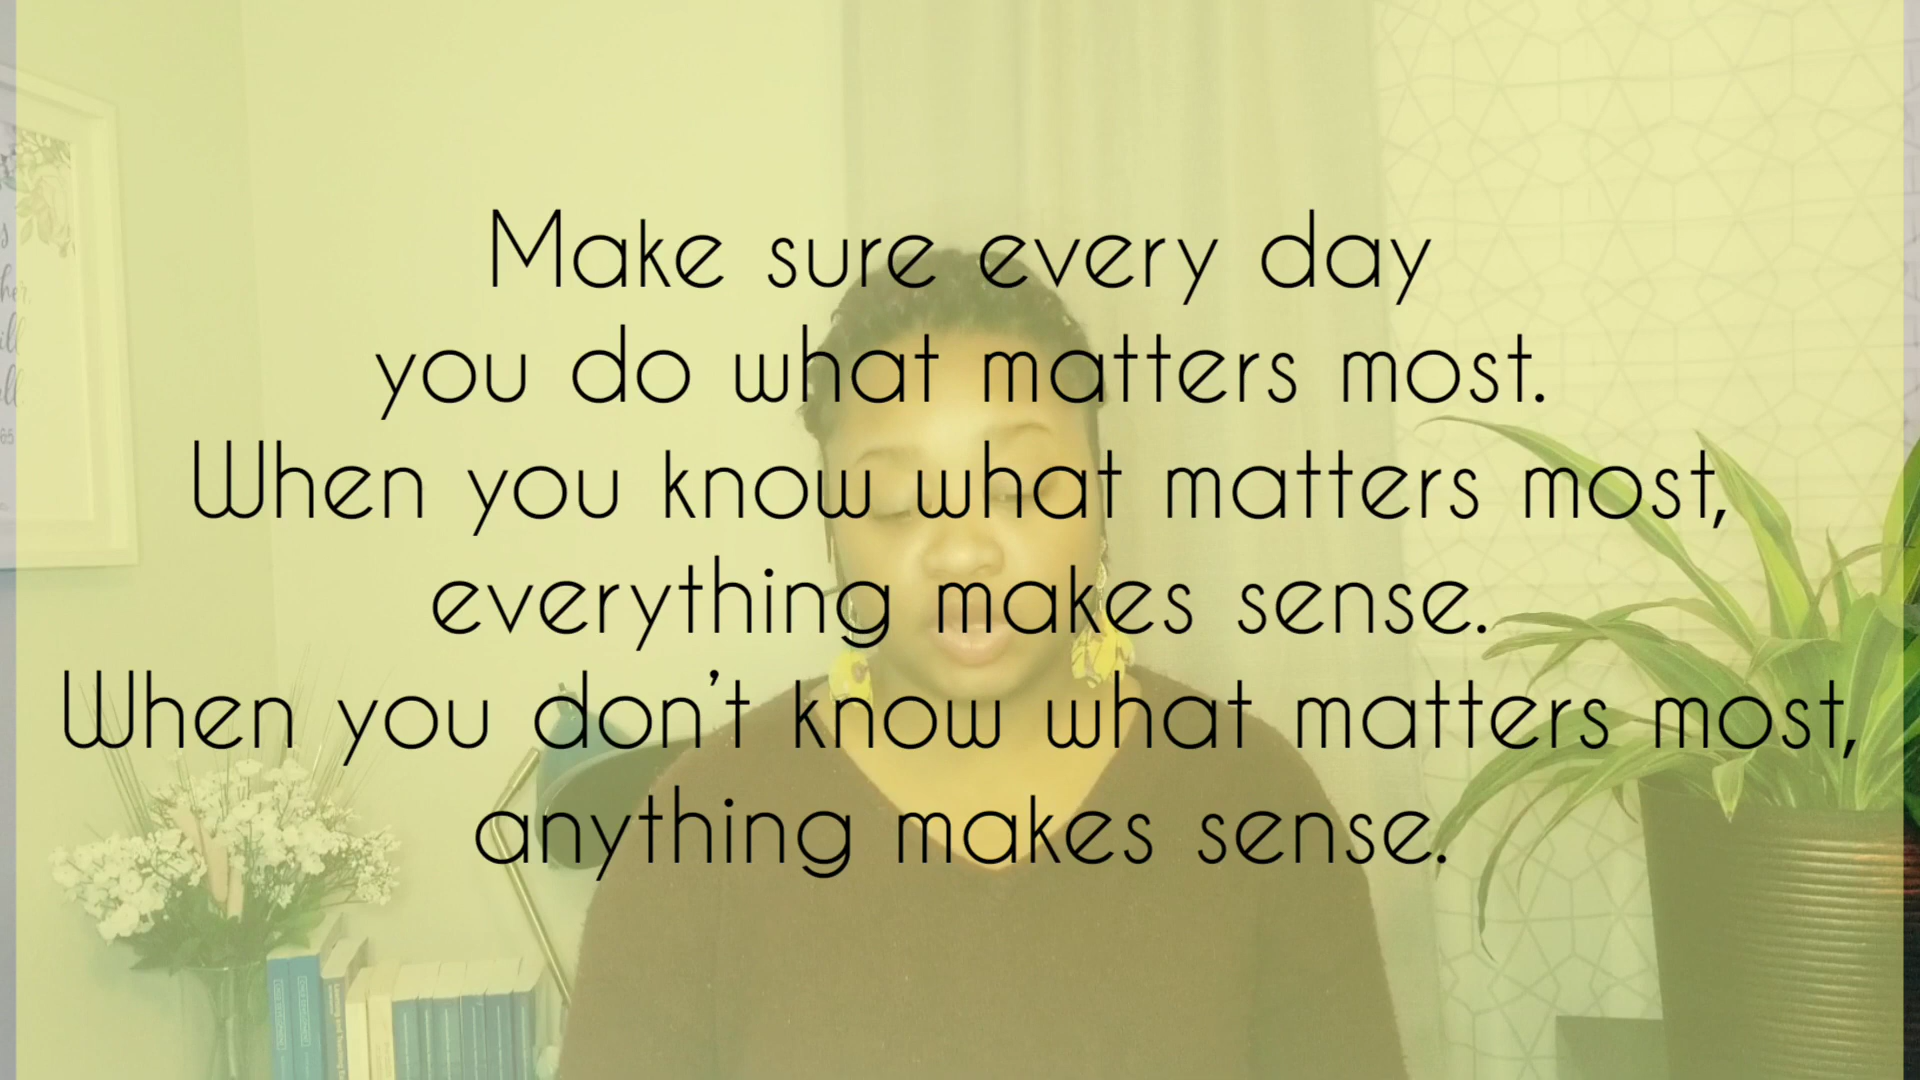 Make sure every day
you do what matters most.
When you know what matters most,
everything makes sense.
When you don't know what matters most,
anything makes sense.